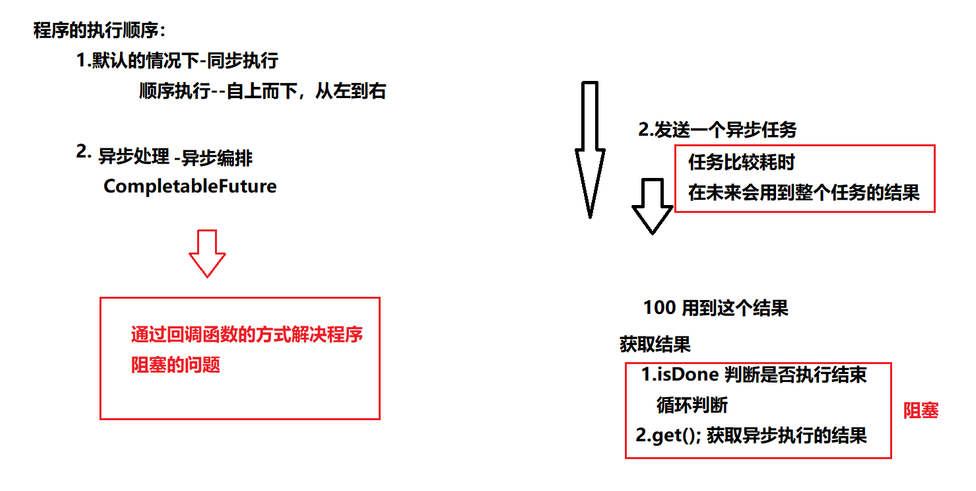 程序的执行顺序：
1.默认的情况下-同步执行
顺序执行--自上而下，从左到右
2. 异步处理 -异步编排
CompletableFuture
通过回调函数的方式解决程序
阻塞的问题
2.发送一个异步任务
任务比较耗时
在未来会用到整个任务的结果
100 用到这个结果
获取结果
1.isDone 判断是否执行结束
循环判断
2.get(); 获取异步执行的结果
阻塞